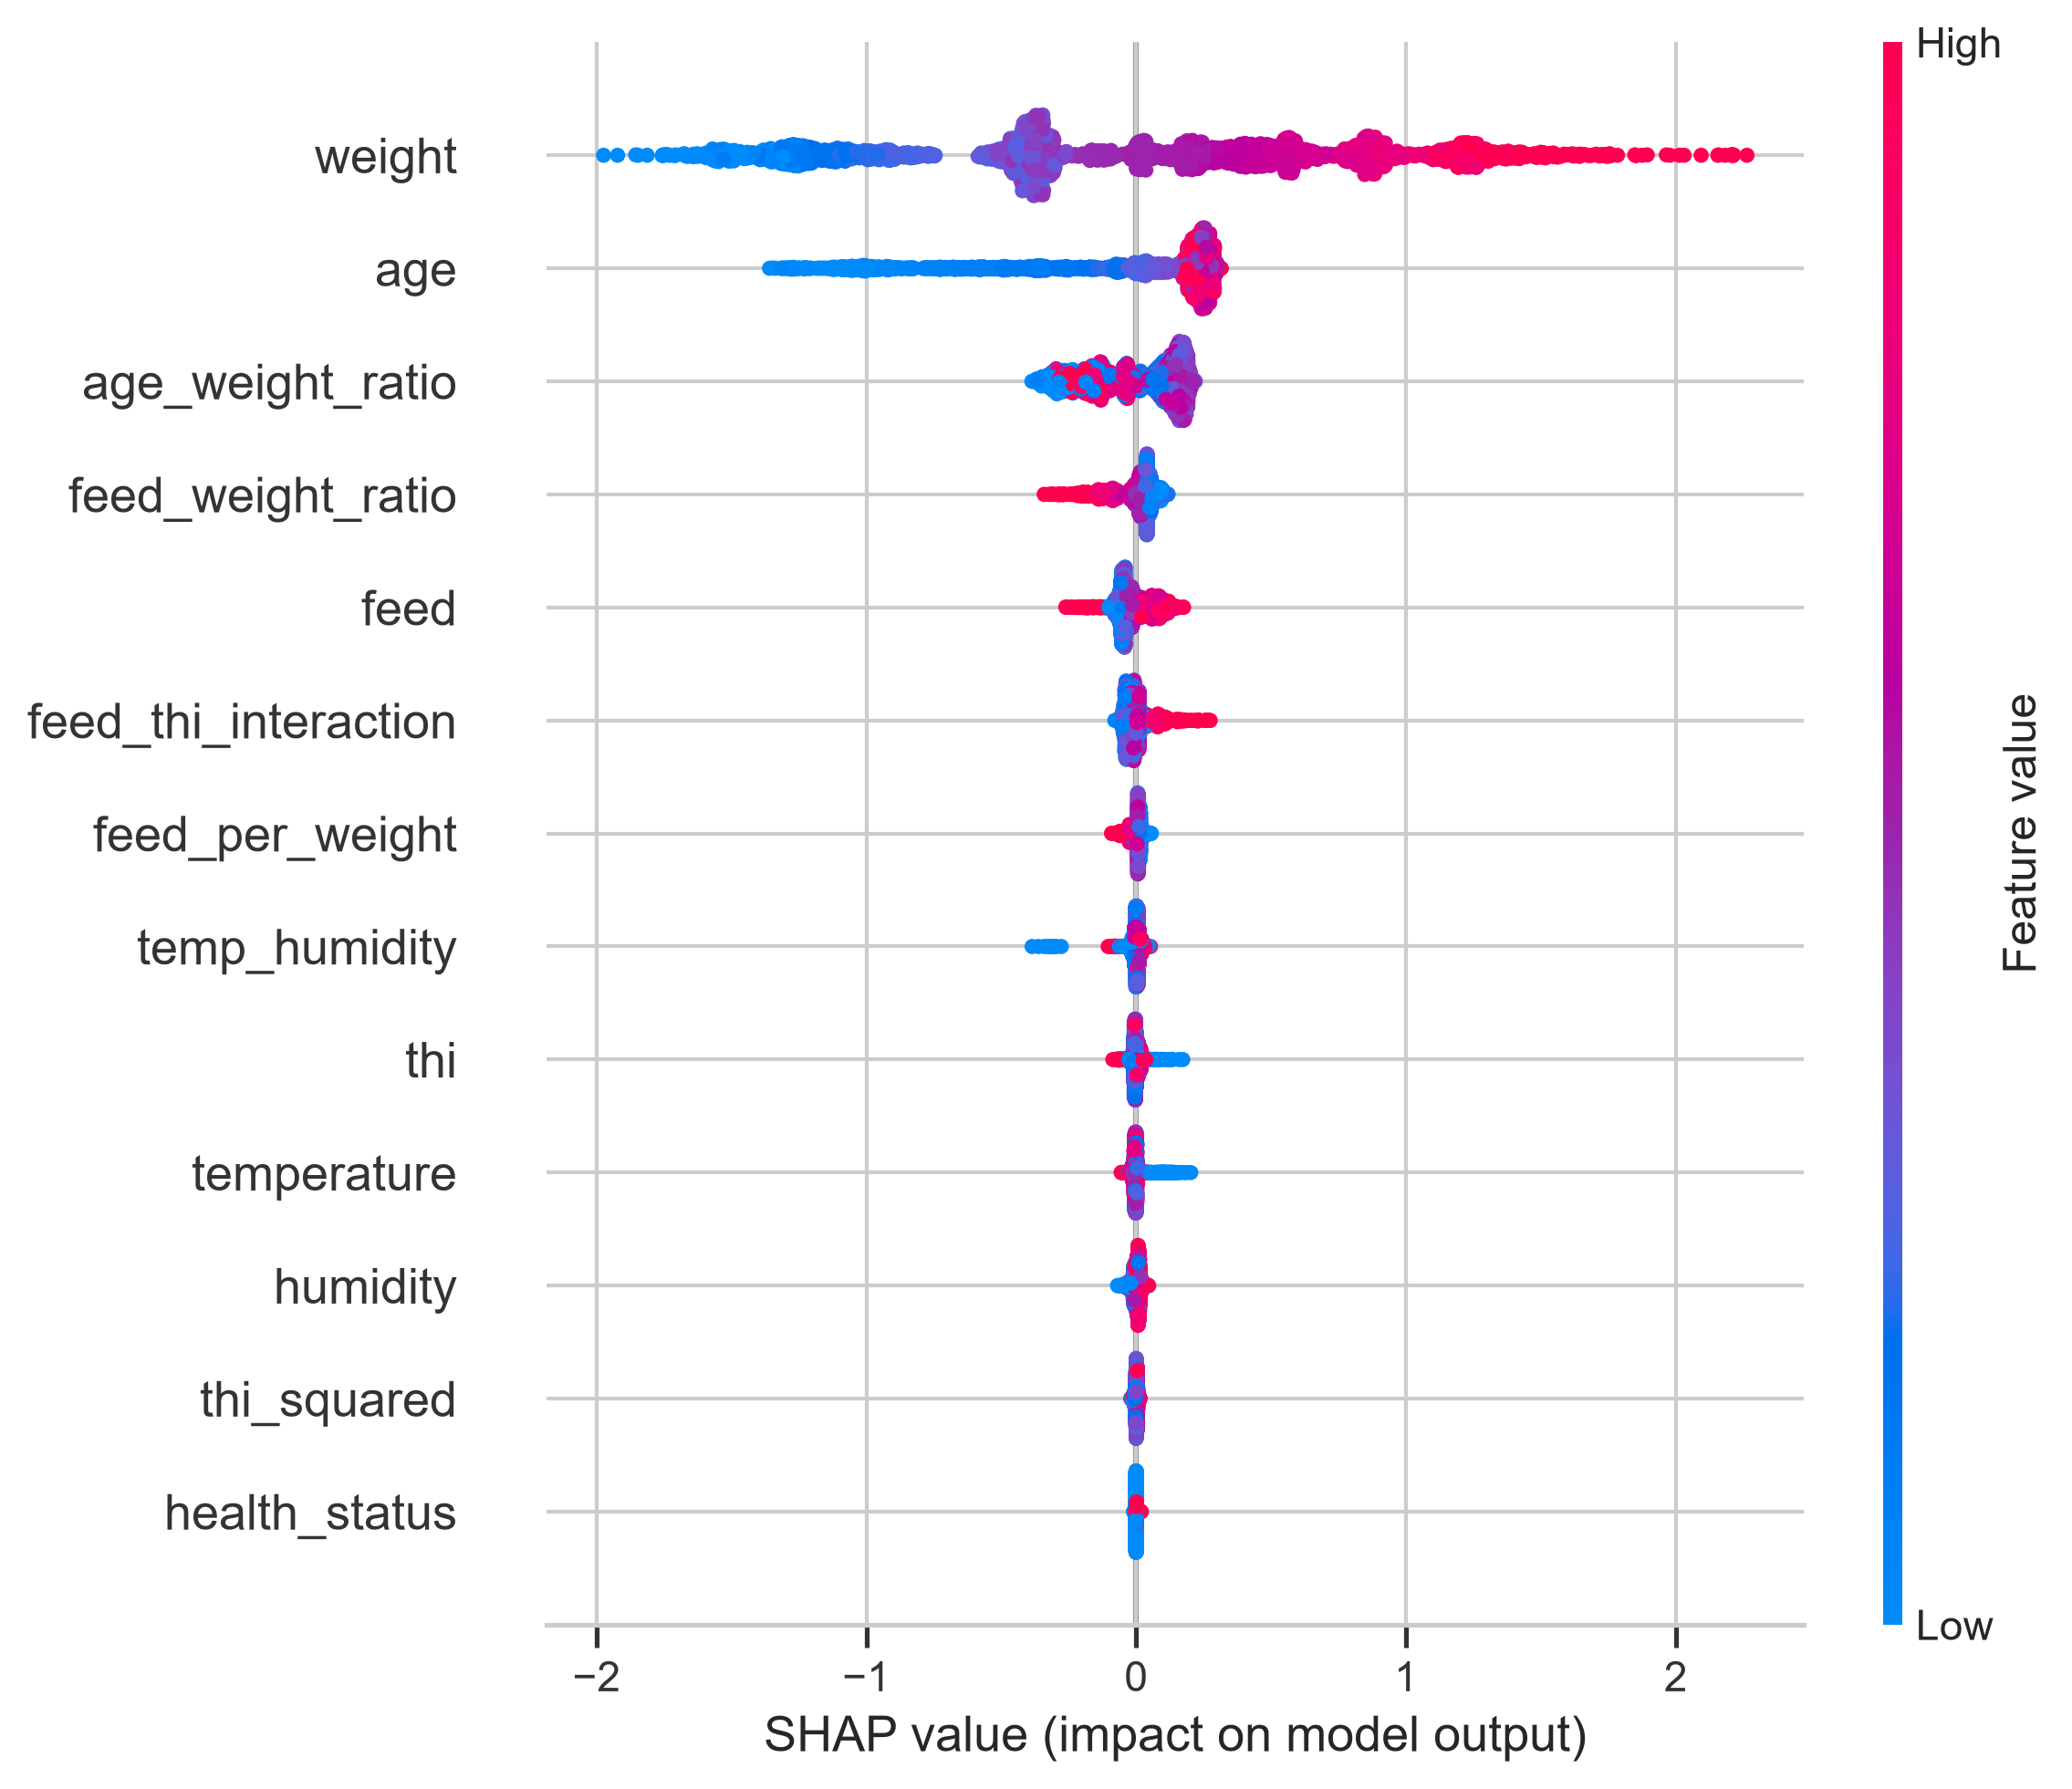 High
weight
age
age_weight_ratio
feed_weight_ratio
feed
feed_thi_interaction
feed_per_weight
temp_humidity
thi
temperature
humidity
thi_squared
health_status
Feature value
Low
−2 −1 0 1 2
SHAP value (impact on model output)